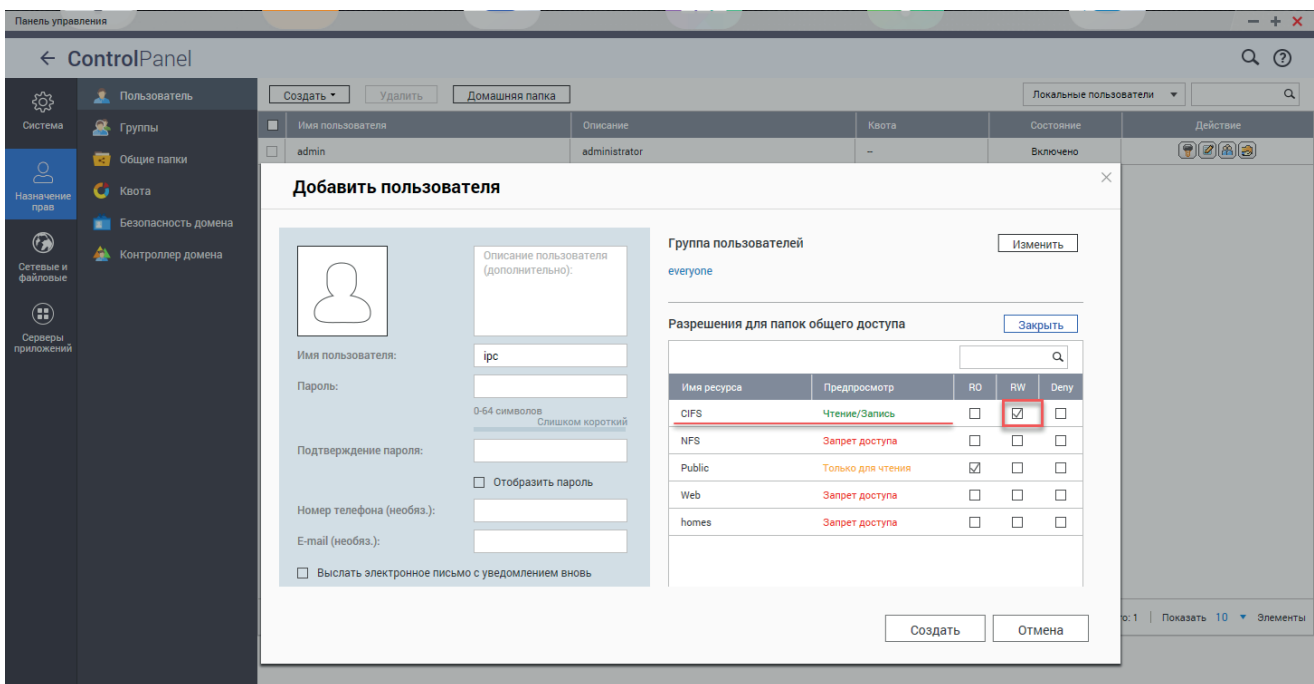 Панель управления
ControlPanel
Система
Назначение
прав
Сетевые и
файловые
Серверы
приложений
Пользователь
Группы
Общие папки
Квота
Безопасность домена
Контроллер домена
Создать Удалить Домашняя папка Локальные пользователи
Имя пользователя Описание Квота Состояние Действие
admin administrator – Включено
Добавить пользователя
Описание пользователя
(дополнительно):
Имя пользователя: ipc
Пароль:
0-64 символов
Слишком короткий
Подтверждение пароля:
Отобразить пароль
Номер телефона (необяз.):
E-mail (необяз.):
Выслать электронное письмо с уведомлением вновь
Группа пользователей Изменить
everyone
Разрешения для папок общего доступа Закрыть
Имя ресурса Предпросмотр RO RW Deny
CIFS Чтение/Запись
NFS Запрет доступа
Public Только для чтения
Web Запрет доступа
homes Запрет доступа
Создать Отмена
1 | Показать 10 Элементы